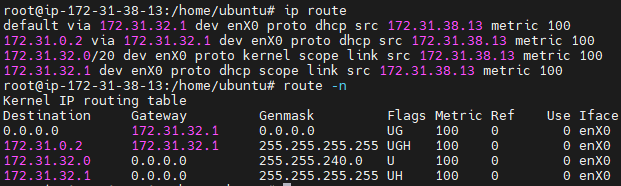 root@ip-172-31-38-13:/home/ubuntu# ip route
default via 172.31.32.1 dev enX0 proto dhcp src 172.31.38.13 metric 100
172.31.0.2 via 172.31.32.1 dev enX0 proto dhcp src 172.31.38.13 metric 100
172.31.32.0/20 dev enX0 proto kernel scope link src 172.31.38.13 metric 100
172.31.32.1 dev enX0 proto dhcp scope link src 172.31.38.13 metric 100
root@ip-172-31-38-13:/home/ubuntu# route -n
Kernel IP routing table
Destination     Gateway         Genmask         Flags Metric Ref    Use Iface
0.0.0.0         172.31.32.1     0.0.0.0         UG    100    0        0 enX0
172.31.0.2      172.31.32.1     255.255.255.255 UGH   100    0        0 enX0
172.31.32.0     0.0.0.0         255.255.240.0   U     100    0        0 enX0
172.31.32.1     0.0.0.0         255.255.255.255 UH    100    0        0 enX0